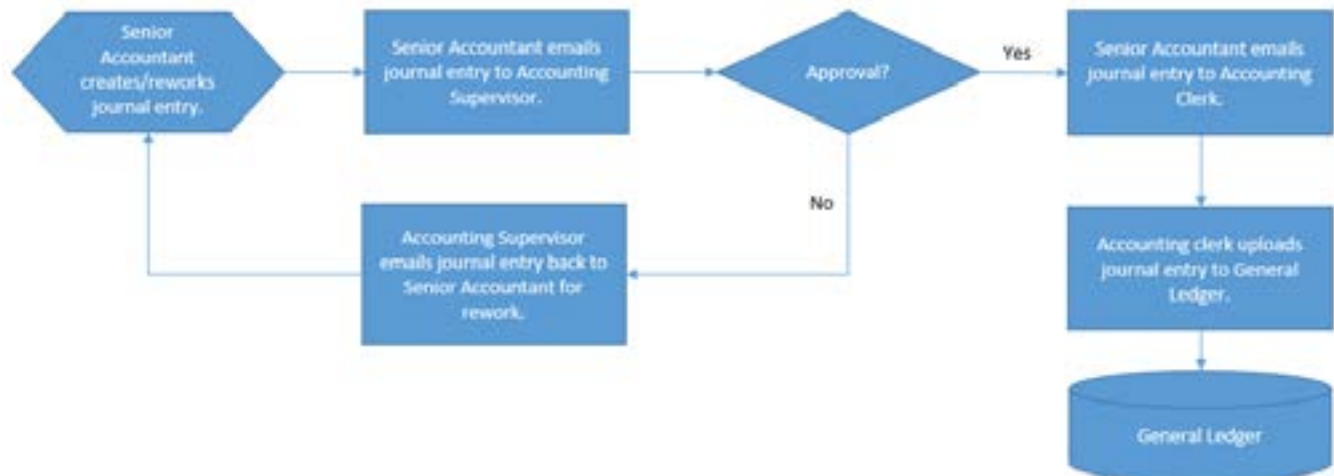 Senior
Accountant
creates/reworks
journal entry.
Senior Accountant emails
journal entry to Accounting
Supervisor.
Approval?
Yes
Senior Accountant emails
journal entry to Accounting
Clerk.
No
Accounting Supervisor
emails journal entry back to
Senior Accountant for
rework.
Accounting clerk uploads
journal entry to General
Ledger.
General Ledger